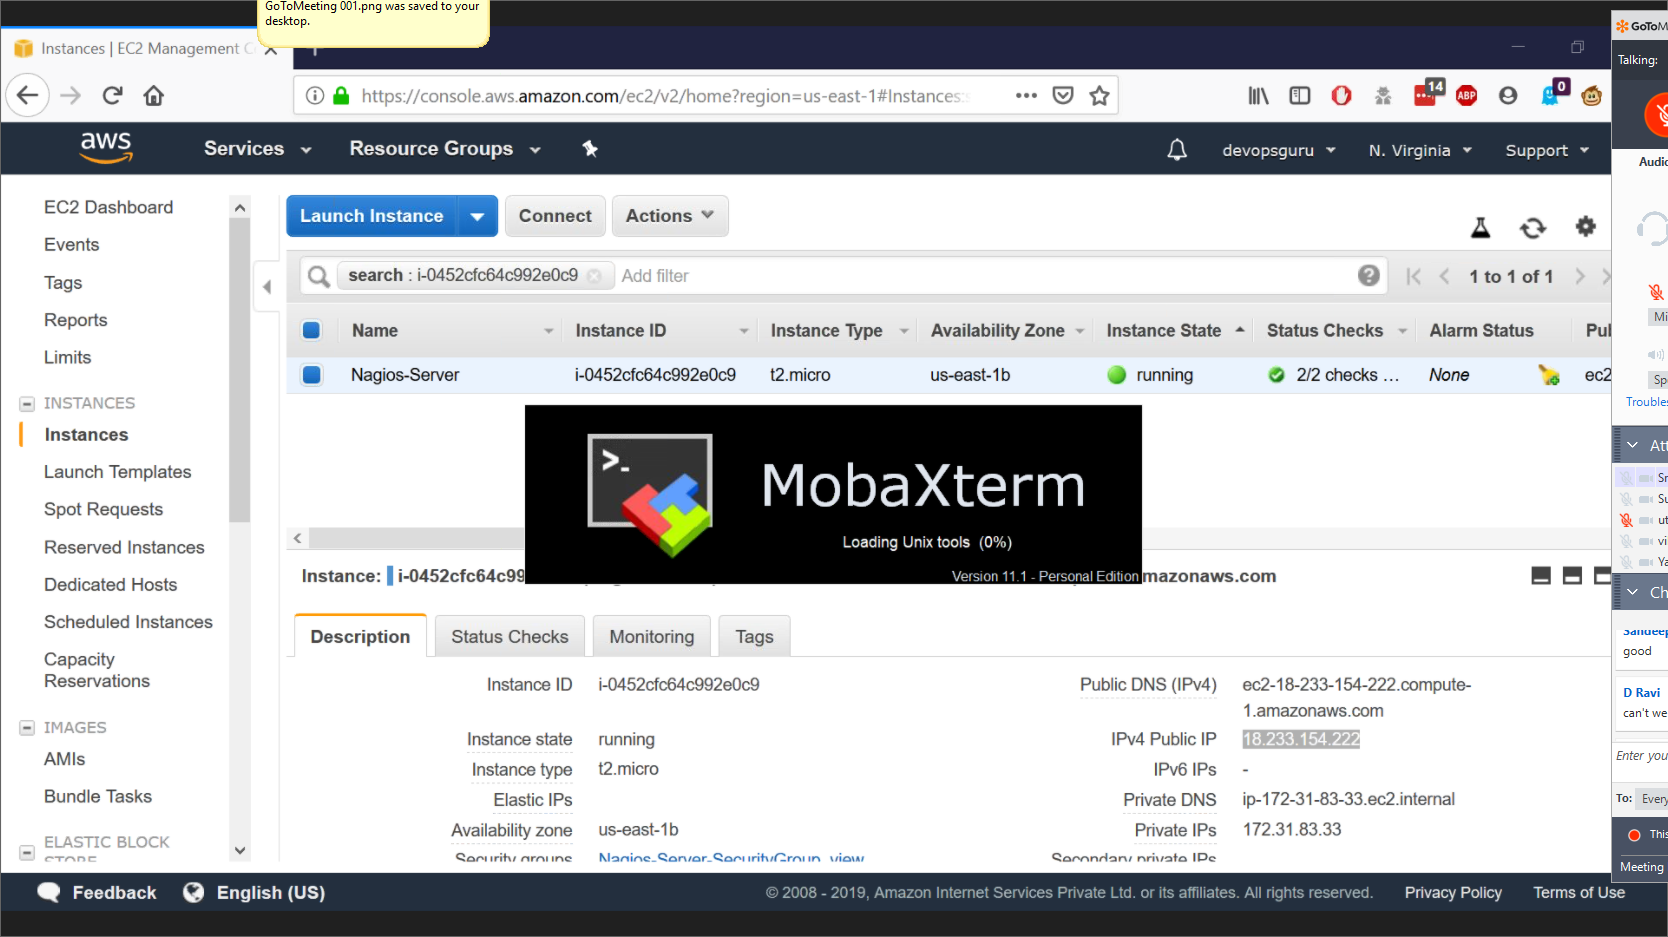 GoToMeeting 001.png was saved to your
desktop.
Instances | EC2 Management C
GoToM
Talking:
https://console.aws.amazon.com/ec2/v2/home?region=us-east-1#Instances:s
14
ABP
0
aws
Services
Resource Groups
devopsguru
N. Virginia
Support
Audio
EC2 Dashboard
Events
Tags
Reports
Limits
INSTANCES
Instances
Launch Templates
Spot Requests
Reserved Instances
Dedicated Hosts
Scheduled Instances
Capacity
Reservations
IMAGES
AMIs
Bundle Tasks
ELASTIC BLOCK
STORE
Launch Instance
Connect
Actions
search : i-0452cfc64c992e0c9
Add filter
1 to 1 of 1
Name
Instance ID
Instance Type
Availability Zone
Instance State
Status Checks
Alarm Status
Pul
Nagios-Server
i-0452cfc64c992e0c9
t2.micro
us-east-1b
running
2/2 checks ...
None
ec2
>_
MobaXterm
Loading Unix tools (0%)
Version 11.1 - Personal Edition
Instance:
i-0452cfc64c99
mazonaws.com
Description
Status Checks
Monitoring
Tags
Instance ID
i-0452cfc64c992e0c9
Instance state
running
Instance type
t2.micro
Elastic IPs
Availability zone
us-east-1b
Security groups
Nagios-Server-SecurityGroup. view
Public DNS (IPv4)
ec2-18-233-154-222.compute-
1.amazonaws.com
IPv4 Public IP
18.233.154.222
IPv6 IPs
-
Private DNS
ip-172-31-83-33.ec2.internal
Private IPs
172.31.83.33
Secondary private IPs
Mi
Sp
Troubles
Att
Sr
Su
ut
vi
Ya
Ch
Sandeep
good
D Ravi
can't we
Enter you
To:
Every
This
Meeting
Feedback
English (US)
© 2008 - 2019, Amazon Internet Services Private Ltd. or its affiliates. All rights reserved.
Privacy Policy
Terms of Use